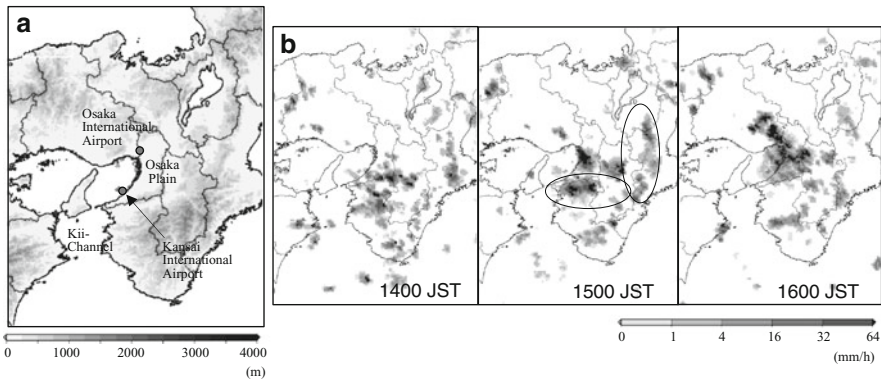 a
Osaka
International
Airport
Osaka
Plain
Kii-
Channel
Kansai
International
Airport
0 1000 2000 3000 4000
(m)
b
1400 JST
1500 JST
1600 JST
0 1 4 16 32 64
(mm/h)